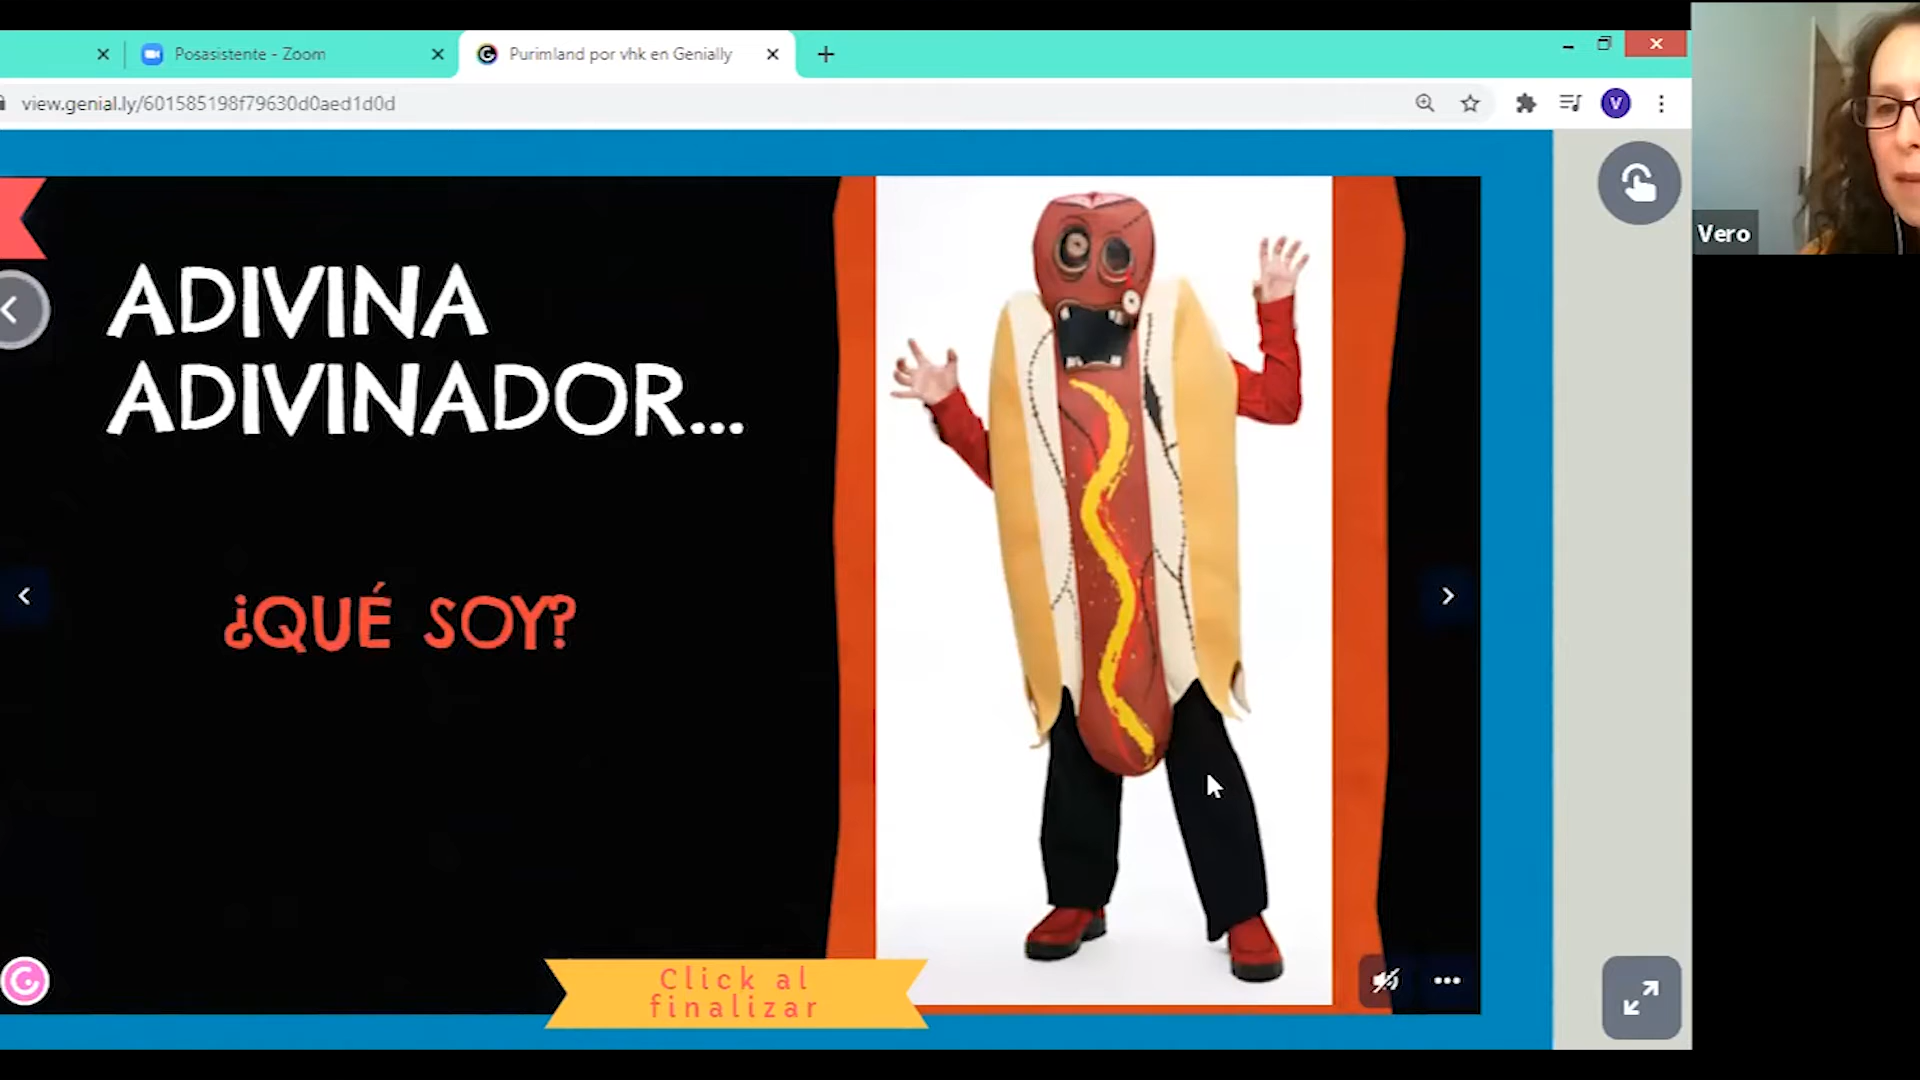 Posasistente - Zoom
Purimland por vhk en Genially
view.genial.ly/601585198f79630d0aed1d0d
V
Vero
ADIVINA
ADIVINADOR...
¿QUÉ SOY?
Click al
finalizar